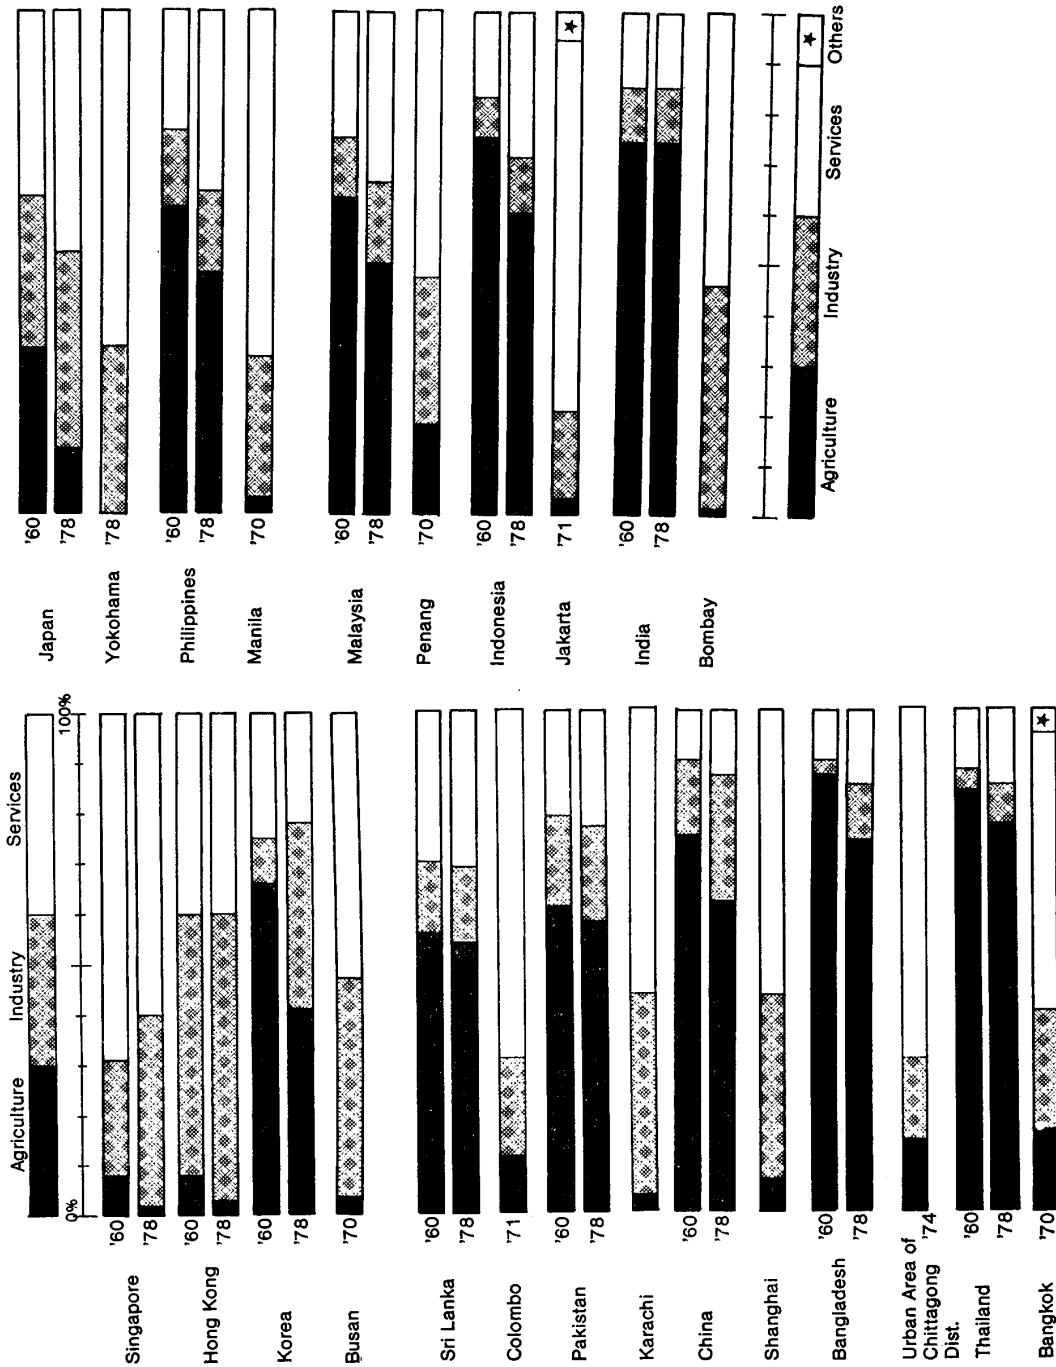 Agriculture Industry Services
0% 100%
Singapore '60
'78
Hong Kong '60
'78
Korea '60
'78
Busan '70
Sri Lanka '60
'78
Colombo '71
Pakistan '60
'78
Karachi
China '60
'78
Shanghai
Bangladesh '60
'78
Urban Area of
Chittagong '74
Dist.
Thailand '60
'78
Bangkok '70 ★
Japan '60
'78
Yokohama '78
Philippines '60
'78
Manila '70
Malaysia '60
'78
Penang '70
Indonesia '60
'78
Jakarta '71 ★
India '60
'78
Bombay
★
Agriculture Industry Services Others